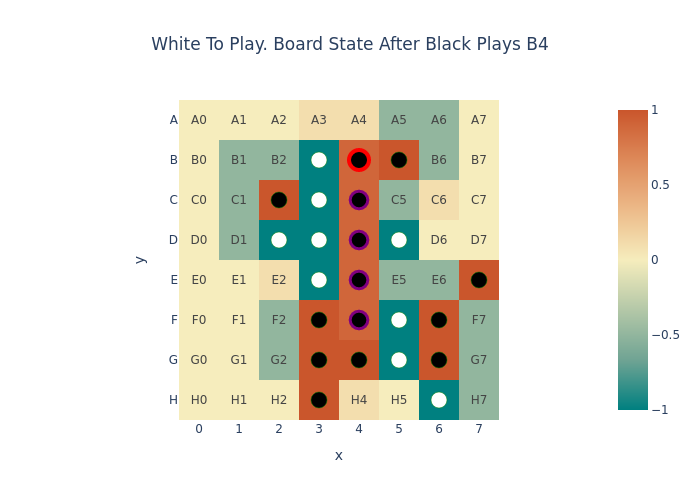 White To Play. Board State After Black Plays B4
A A0 A1 A2 A3 A4 A5 A6 A7
B B0 B1 B2 B6 B7
C C0 C1 C5 C6 C7
D D0 D1 D6 D7
E E0 E1 E2 E5 E6
F F0 F1 F2 F7
G G0 G1 G2 G7
H H0 H1 H2 H4 H5 H7
0 1 2 3 4 5 6 7
x
y
1
0.5
0
−0.5
−1